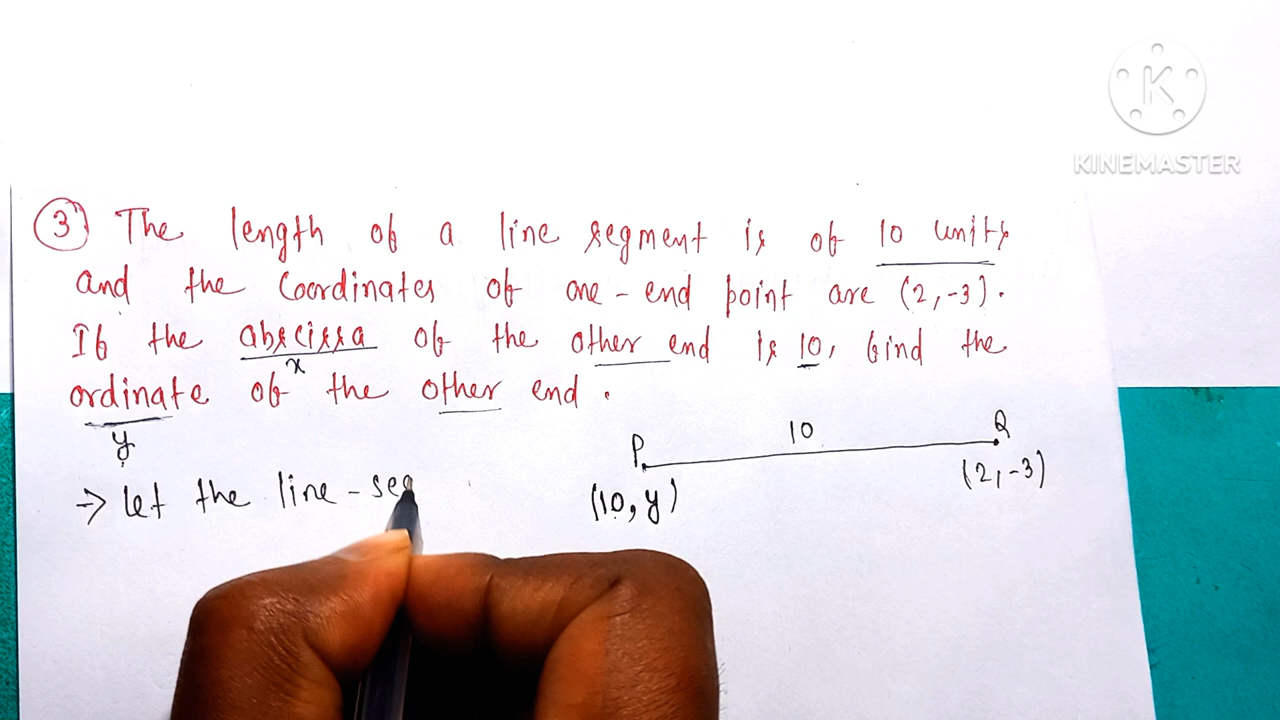 KINEMASTER
③ The length of a line segment is of 10 units
and the coordinates of one-end point are (2,-3).
If the abscissa of the other end is 10, find the
x
ordinate of the other end.
y
P 10 Q
(10, y) (2,-3)
→ let the line-seg